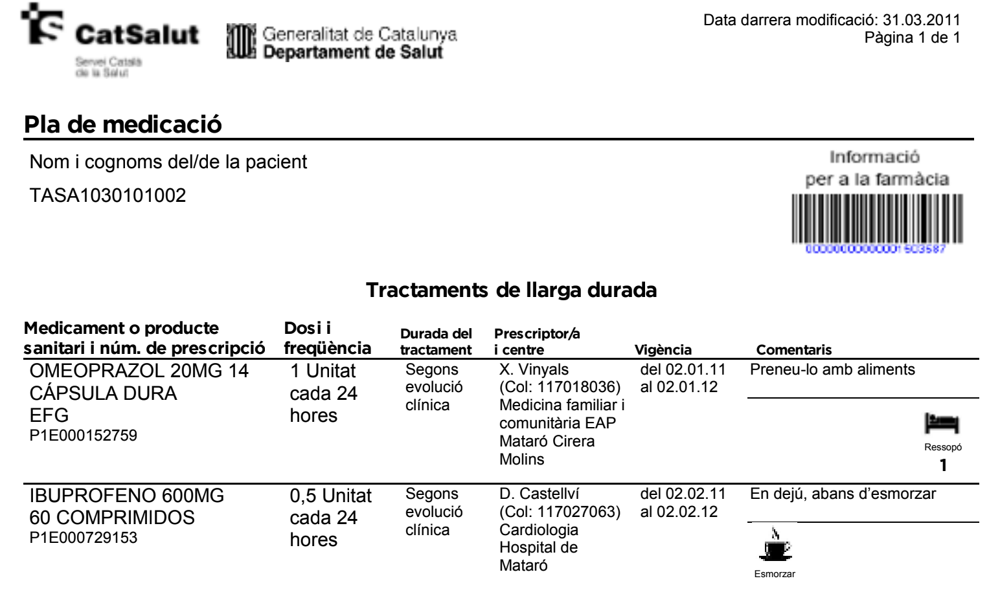 CatSalut
Servei Català
de la Salut
Generalitat de Catalunya
Departament de Salut
Data darrera modificació: 31.03.2011
Pàgina 1 de 1
Pla de medicació
Nom i cognoms del/de la pacient
TASA1030101002
Informació
per a la farmàcia
000000000000001503587
Tractaments de llarga durada
Medicament o producte
sanitari i núm. de prescripció
Dosi i
freqüència
Durada del
tractament
Prescriptor/a
i centre
Vigència
Comentaris
OMEOPRAZOL 20MG 14
CÁPSULA DURA
EFG
P1E000152759
1 Unitat
cada 24
hores
Segons
evolució
clínica
X. Vinyals
(Col: 117018036)
Medicina familiar i
comunitària EAP
Mataró Cirera
Molins
del 02.01.11
al 02.01.12
Preneu-lo amb aliments
Ressopó
1
IBUPROFENO 600MG
60 COMPRIMIDOS
P1E000729153
0,5 Unitat
cada 24
hores
Segons
evolució
clínica
D. Castellví
(Col: 117027063)
Cardiologia
Hospital de
Mataró
del 02.02.11
al 02.02.12
En dejú, abans d’esmorzar
Esmorzar